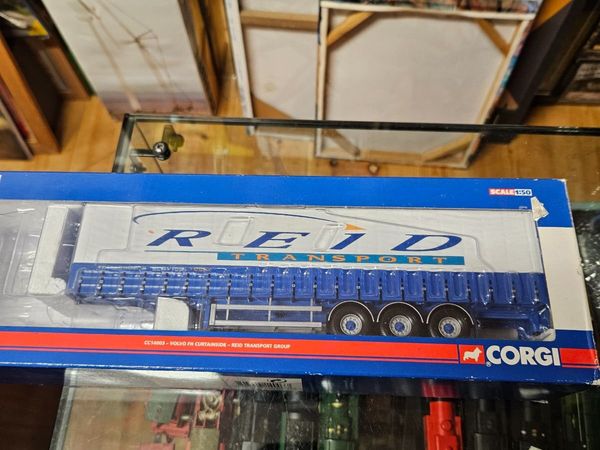 SCALE 1:50
REID
TRANSPORT
CC14003 - VOLVO FH CURTAINSIDE - REID TRANSPORT GROUP
CORGI